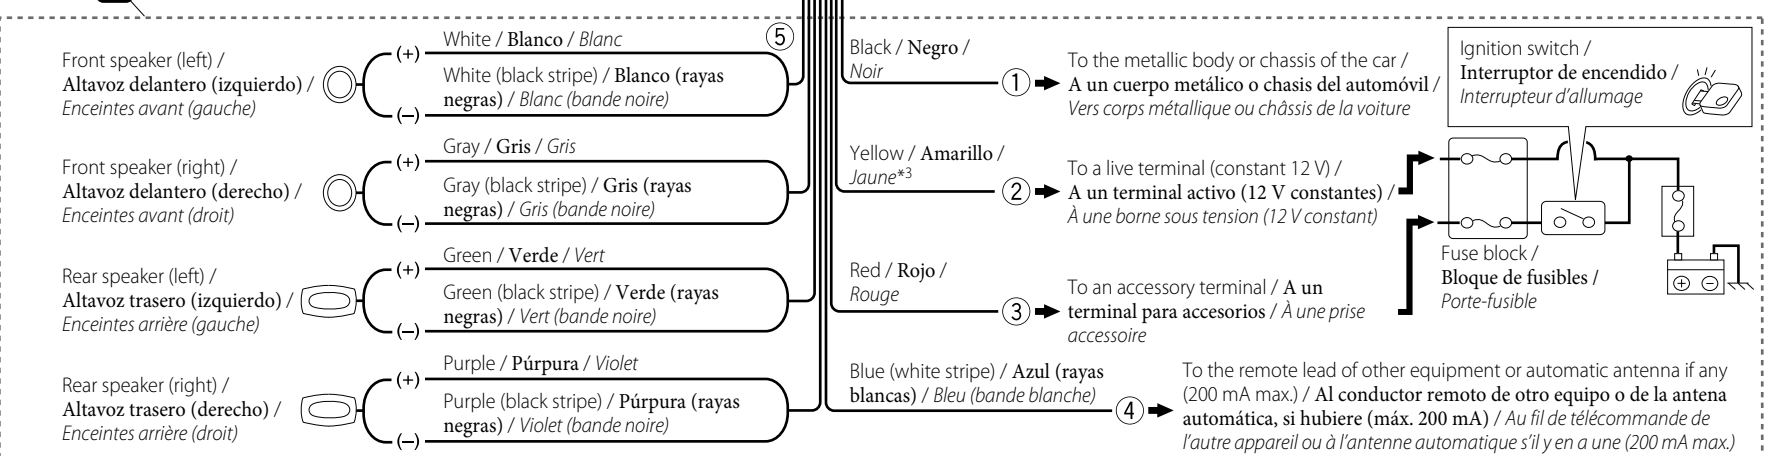 Front speaker (left) /
Altavoz delantero (izquierdo) /
Enceintes avant (gauche)
(+)
White / Blanco / Blanc
White (black stripe) / Blanco (rayas
negras) / Blanc (bande noire)
(–)
5
Front speaker (right) /
Altavoz delantero (derecho) /
Enceintes avant (droit)
(+)
Gray / Gris / Gris
Gray (black stripe) / Gris (rayas
negras) / Gris (bande noire)
(–)
Rear speaker (left) /
Altavoz trasero (izquierdo) /
Enceintes arrière (gauche)
(+)
Green / Verde / Vert
Green (black stripe) / Verde (rayas
negras) / Vert (bande noire)
(–)
Rear speaker (right) /
Altavoz trasero (derecho) /
Enceintes arrière (droit)
(+)
Purple / Púrpura / Violet
Purple (black stripe) / Púrpura (rayas
negras) / Violet (bande noire)
(–)
Black / Negro /
Noir
1
To the metallic body or chassis of the car /
A un cuerpo metálico o chasis del automóvil /
Vers corps métallique ou châssis de la voiture
Yellow / Amarillo /
Jaune*3
2
To a live terminal (constant 12 V) /
A un terminal activo (12 V constantes) /
À une borne sous tension (12 V constant)
Red / Rojo /
Rouge
3
To an accessory terminal / A un
terminal para accesorios / À une prise
accessoire
Blue (white stripe) / Azul (rayas
blancas) / Bleu (bande blanche)
4
To the remote lead of other equipment or automatic antenna if any
(200 mA max.) / Al conductor remoto de otro equipo o de la antena
automática, si hubiere (máx. 200 mA) / Au fil de télécommande de
l'autre appareil ou à l'antenne automatique s'il y en a une (200 mA max.)
Ignition switch /
Interruptor de encendido /
Interrupteur d'allumage
Fuse block /
Bloque de fusibles /
Porte-fusible
+ –